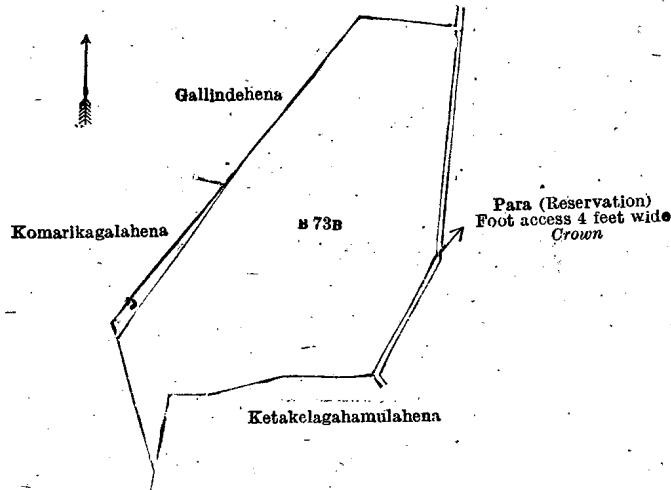 Gallindehena
Komarikagalahena
B 73B
Para (Reservation)
Foot access 4 feet wide
Crown
Ketakelagahamulahena